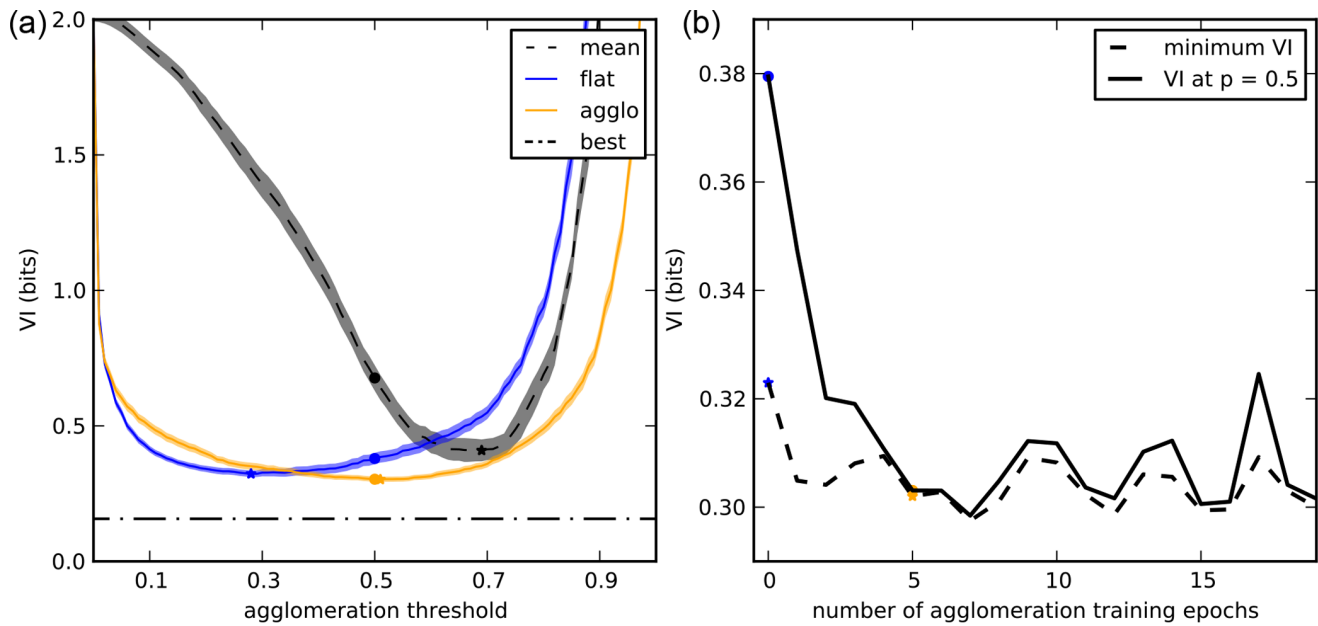 (a)
2.0
1.5
1.0
0.5
0.0
VI (bits)
mean
flat
agglo
best
0.1 0.3 0.5 0.7 0.9
agglomeration threshold
(b)
0.38
0.36
0.34
0.32
0.30
VI (bits)
minimum VI
VI at p = 0.5
0 5 10 15
number of agglomeration training epochs